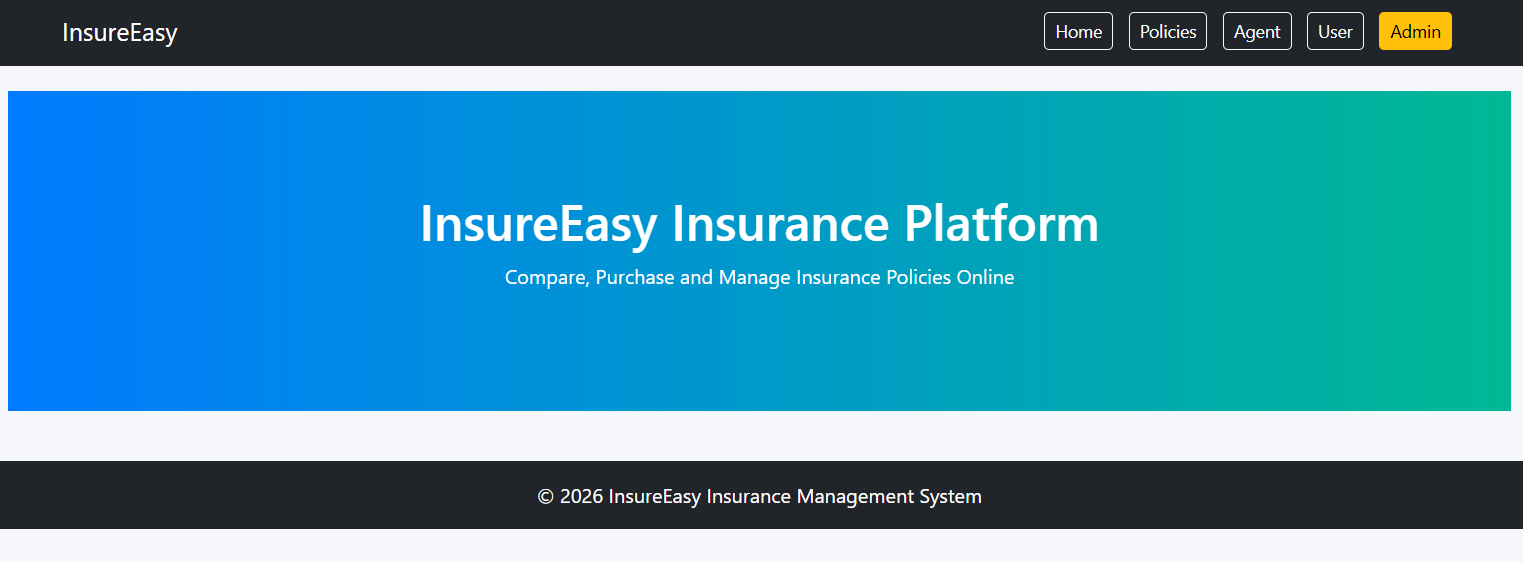 InsureEasy
Home Policies Agent User Admin
InsureEasy Insurance Platform
Compare, Purchase and Manage Insurance Policies Online
© 2026 InsureEasy Insurance Management System